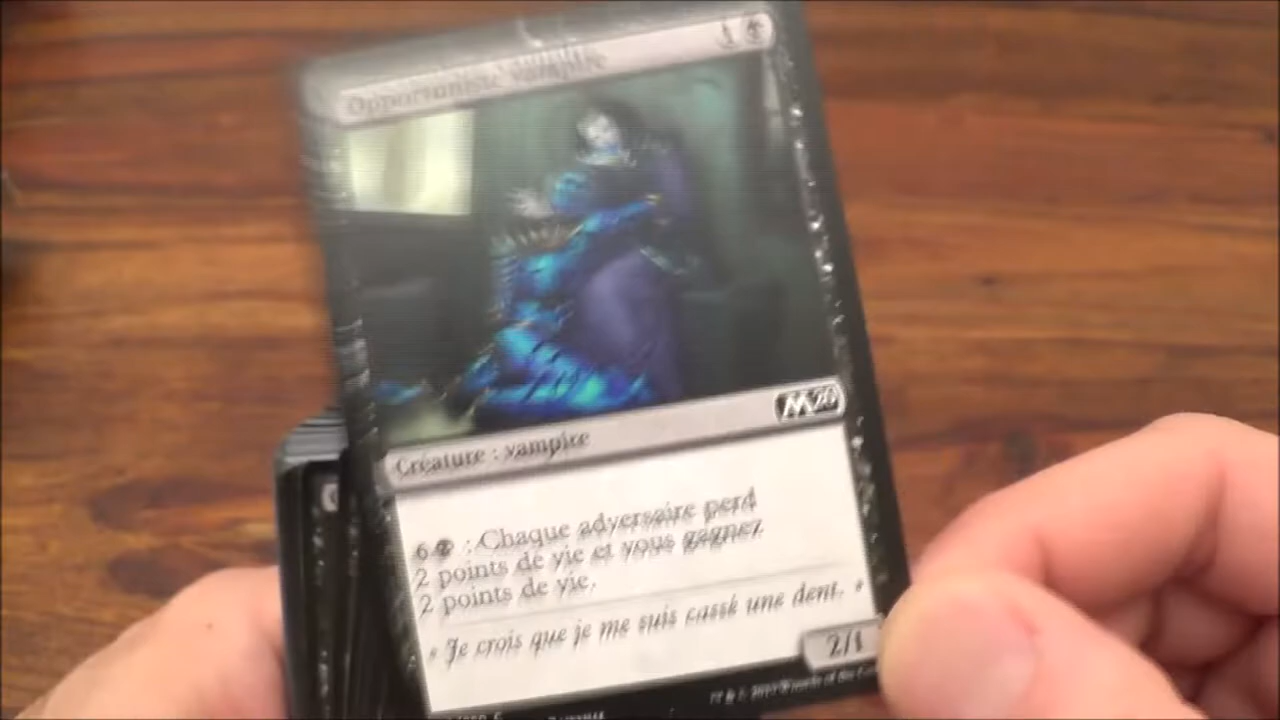 Opportuniste vampire
1
M20
Créature : vampire
6 : Chaque adversaire perd
2 points de vie et vous gagnez
2 points de vie.
« Je crois que je me suis cassé une dent. »
2/1